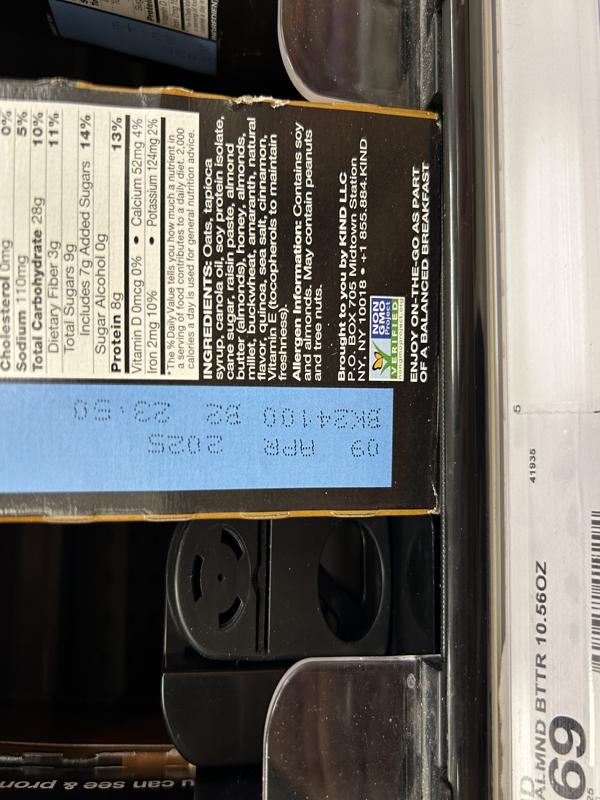 Cholesterol 0mg 0%
Sodium 110mg 5%
Total Carbohydrate 28g 10%
Dietary Fiber 3g 11%
Total Sugars 9g
Includes 7g Added Sugars 14%
Sugar Alcohol 0g
Protein 8g 13%
Vitamin D 0mcg 0% • Calcium 52mg 4%
Iron 2mg 10% • Potassium 124mg 2%
*The % Daily Value tells you how much a nutrient in
a serving of food contributes to a daily diet. 2,000
calories a day is used for general nutrition advice.
INGREDIENTS: Oats, tapioca
syrup, canola oil, soy protein isolate,
cane sugar, raisin paste, almond
butter (almonds), honey, almonds,
millet, buckwheat, amaranth, natural
flavor, quinoa, sea salt, cinnamon,
Vitamin E (tocopherols to maintain
freshness).
Allergen Information: Contains soy
and almonds. May contain peanuts
and tree nuts.
Brought to you by KIND LLC
P.O. BOX 705 Midtown Station
NY, NY 10018 • +1 855.884.KIND
NON
GMO
Project
VERIFIED
ENJOY ON-THE-GO AS PART
OF A BALANCED BREAKFAST
09 APR 2025
BK24100 B2 23:50
u can see & pron
5
41935
ALMND BTTR 10.56OZ
69